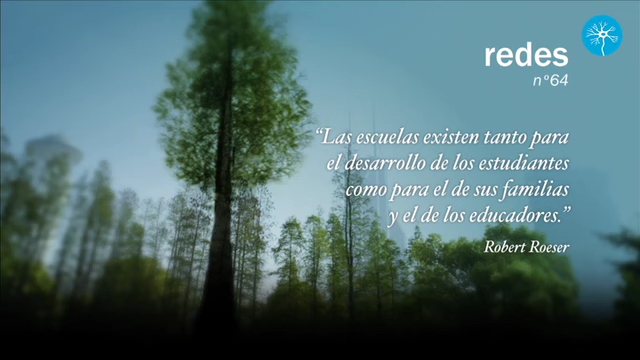 redes
nº64
“Las escuelas existen tanto para
el desarrollo de los estudiantes
como para el de sus familias
y el de los educadores.”
Robert Roeser